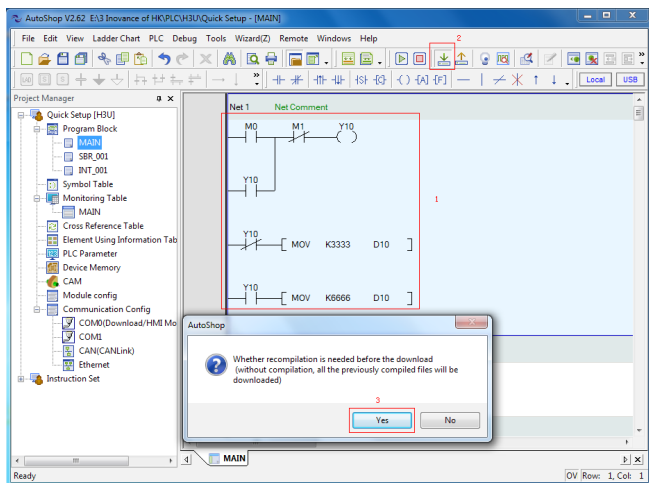 AutoShop V2.62 E:\3 Inovance of HK\PLC\H3U\Quick Setup - [MAIN]
File Edit View Ladder Chart PLC Debug Tools Wizard(Z) Remote Windows Help
2
Local USB
Project Manager
Quick Setup [H3U]
Program Block
MAIN
SBR_001
INT_001
Symbol Table
Monitoring Table
MAIN
Cross Reference Table
Element Using Information Tab
PLC Parameter
Device Memory
CAM
Module config
Communication Config
COM0(Download/HMI Mo
COM1
CAN(CANLink)
Ethernet
Instruction Set
Net 1 Net Comment
M0 M1 Y10
Y10
1
Y10
MOV K3333 D10
Y10
MOV K6666 D10
AutoShop
Whether recompilation is needed before the download
(without compilation, all the previously compiled files will be
downloaded)
3
Yes No
MAIN
Ready OV Row: 1, Col: 1